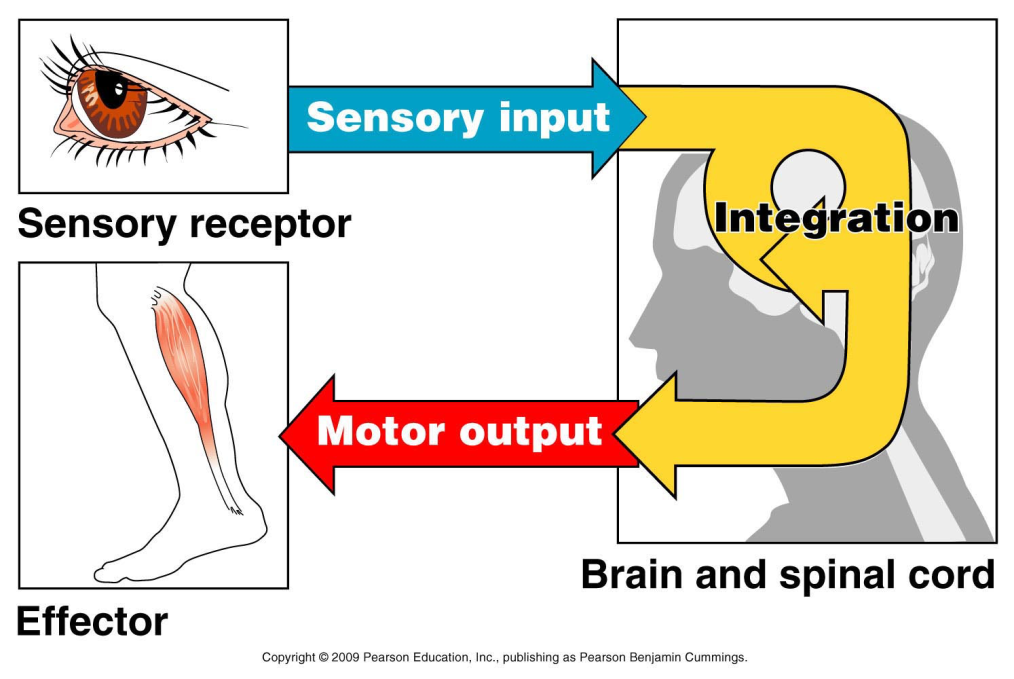 Sensory input
Sensory receptor
Integration
Motor output
Brain and spinal cord
Effector
Copyright © 2009 Pearson Education, Inc., publishing as Pearson Benjamin Cummings.